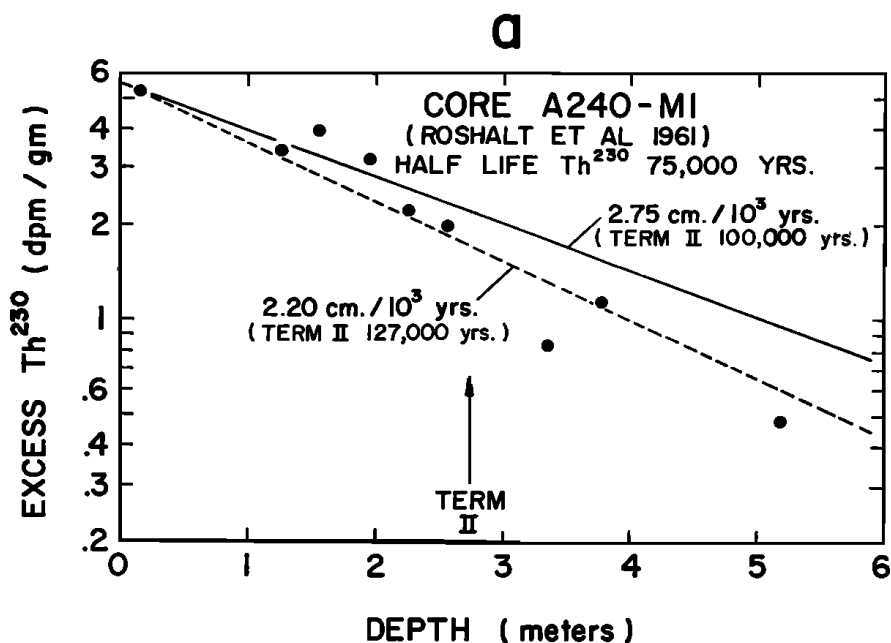 a
CORE A240-M1
(ROSHALT ET AL 1961)
HALF LIFE Th²³⁰ 75,000 YRS.
2.75 cm./10³ yrs.
(TERM II 100,000 yrs.)
2.20 cm./10³ yrs.
(TERM II 127,000 yrs.)
TERM
II
EXCESS Th²³⁰ (dpm/gm)
6
4
3
2
1
.6
.4
.3
.2
0 1 2 3 4 5 6
DEPTH (meters)